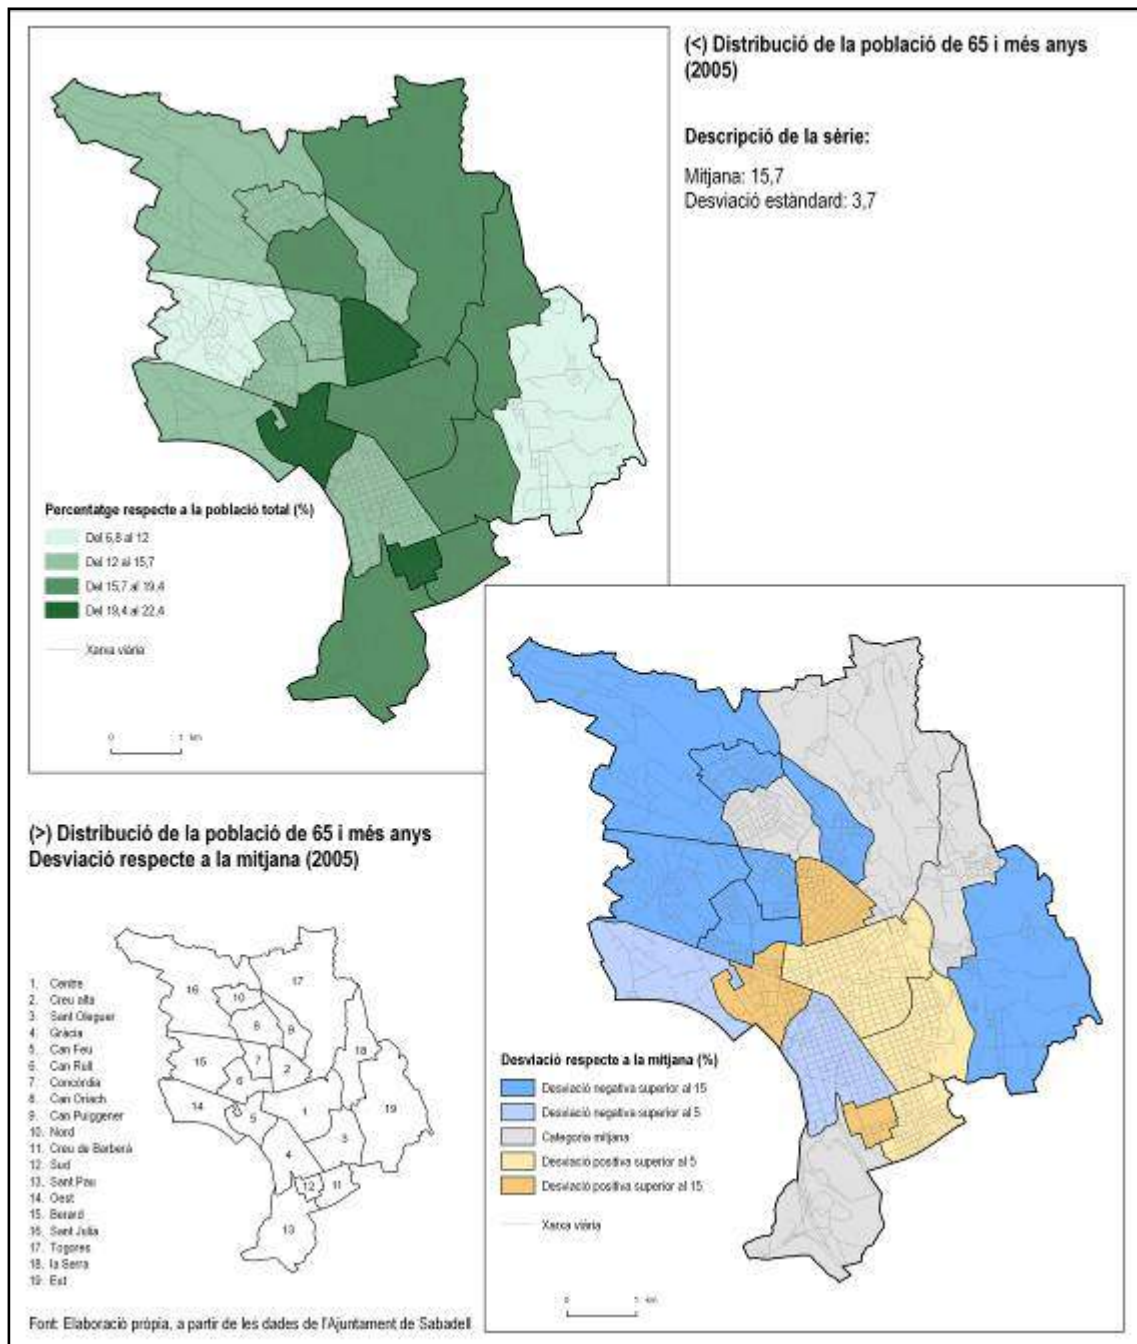 (<) Distribució de la població de 65 i més anys
(2005)
Descripció de la sèrie:
Mitjana: 15,7
Desviació estàndard: 3,7
Percentatge respecte a la població total (%)
Del 6,8 al 12
Del 12 al 15,7
Del 15,7 al 19,4
Del 19,4 al 22,4
Xarxa viària
0 1 km
(>) Distribució de la població de 65 i més anys
Desviació respecte a la mitjana (2005)
1. Centre
2. Creu alta
3. Sant Oleguer
4. Gràcia
5. Can Feu
6. Can Rull
7. Concòrdia
8. Can Oriach
9. Can Puiggener
10. Nord
11. Creu de Barberà
12. Sud
13. Sant Pau
14. Oest
15. Berard
16. Sant Julia
17. Togores
18. la Serra
19. Est
16
17
10
8
9
18
15
7
2
6
19
14
5
1
3
4
12
11
13
Desviació respecte a la mitjana (%)
Desviació negativa superior al 15
Desviació negativa superior al 5
Categoria mitjana
Desviació positiva superior al 5
Desviació positiva superior al 15
Xarxa viària
0 1 km
Font: Elaboració pròpia, a partir de les dades de l'Ajuntament de Sabadell